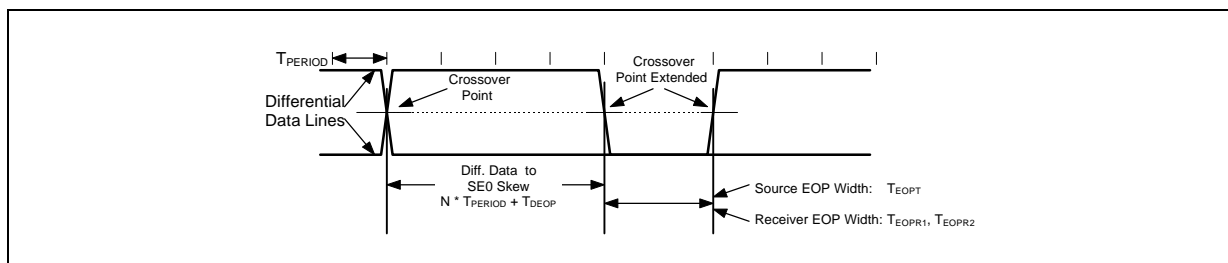 TPERIOD
Differential
Data Lines
Crossover
Point
Crossover
Point Extended
Diff. Data to
SE0 Skew
N * TPERIOD + TDEOP
Source EOP Width: TEOPT
Receiver EOP Width: TEOPR1, TEOPR2